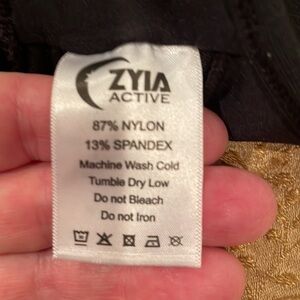 ZYIA
ACTIVE
87% NYLON
13% SPANDEX
Machine Wash Cold
Tumble Dry Low
Do not Bleach
Do not Iron